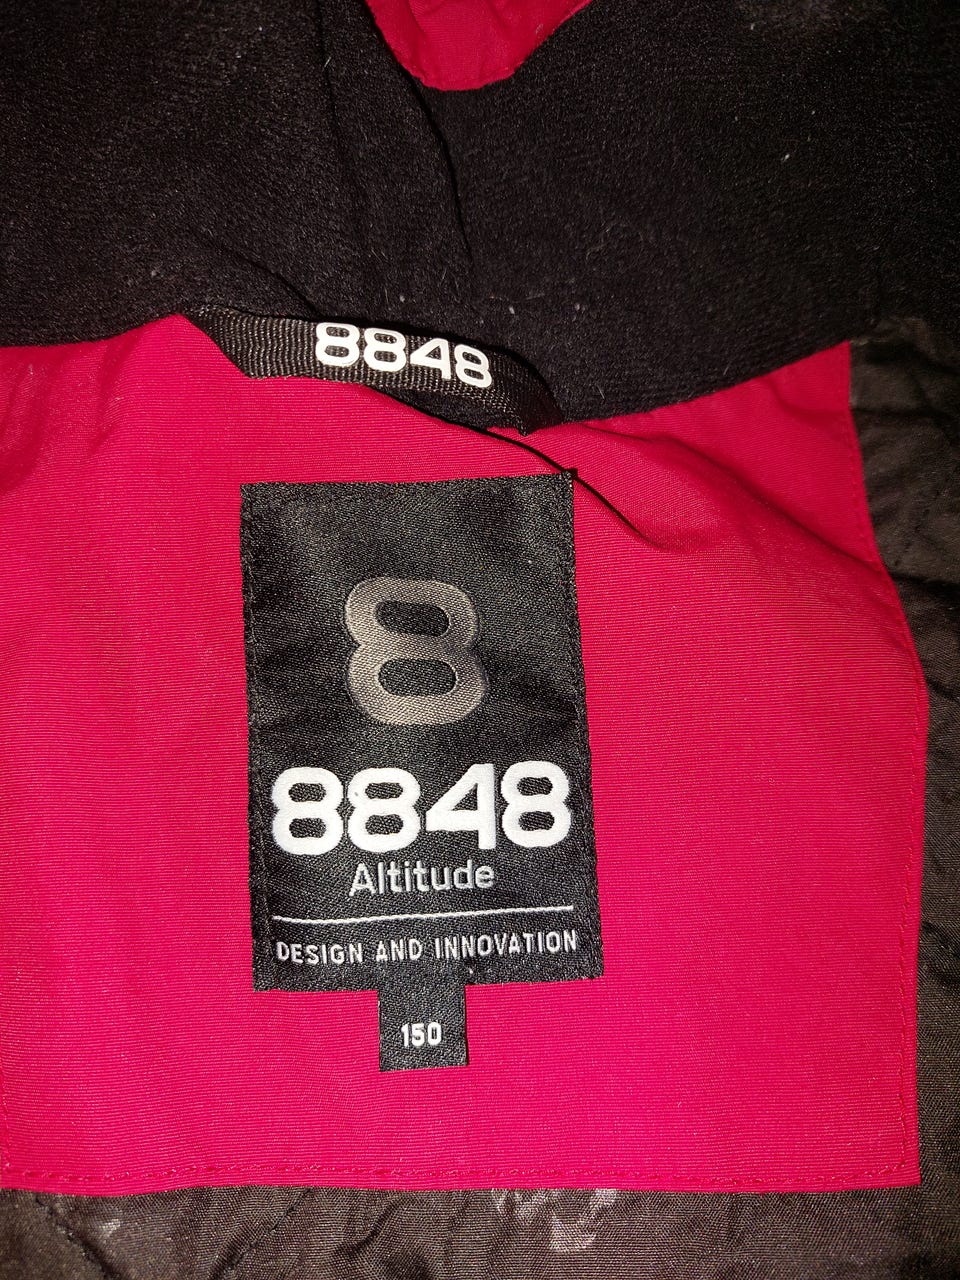 8848
8
8848
Altitude
DESIGN AND INNOVATION
150